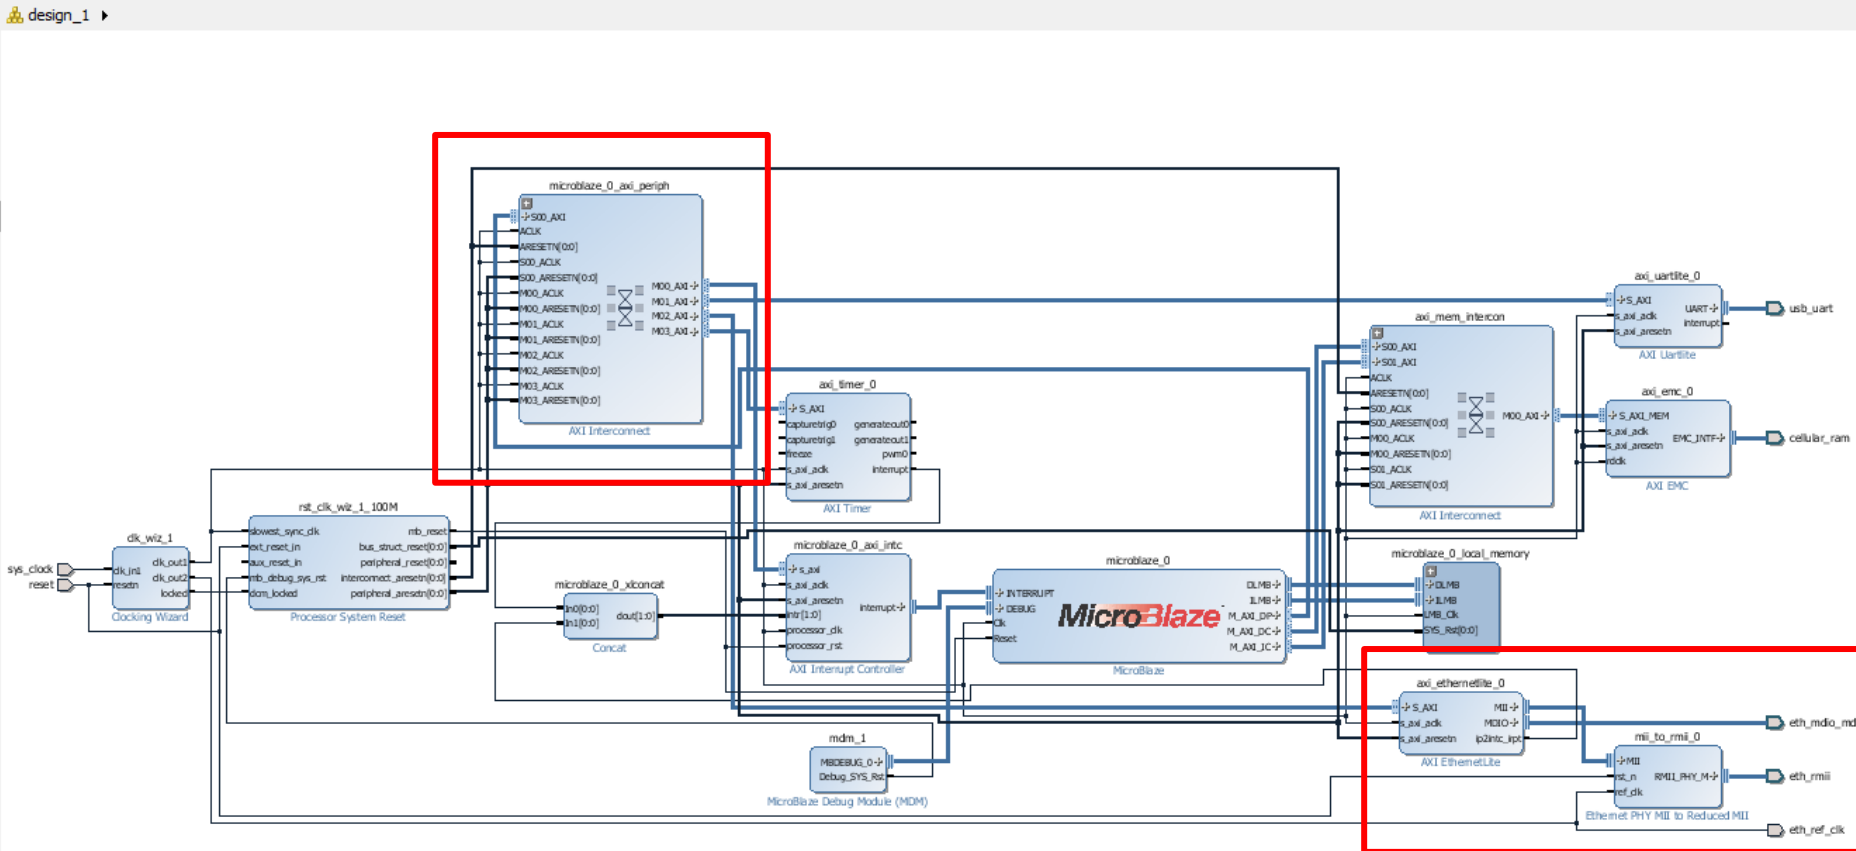 design_1
microblaze_0_axi_periph
S00_AXI
ACLK
ARESETN[0:0]
S00_ACLK
S00_ARESETN[0:0]
M00_ACLK
M00_ARESETN[0:0]
M01_ACLK
M01_ARESETN[0:0]
M02_ACLK
M02_ARESETN[0:0]
M03_ACLK
M03_ARESETN[0:0]
M00_AXI
M01_AXI
M02_AXI
M03_AXI
AXI Interconnect
axi_timer_0
S_AXI
capturetrig0
capturetrig1
freeze
s_axi_aclk
s_axi_aresetn
generateout0
generateout1
pwm0
interrupt
AXI Timer
axi_mem_intercon
S00_AXI
S01_AXI
ACLK
ARESETN[0:0]
S00_ACLK
S00_ARESETN[0:0]
M00_ACLK
M00_ARESETN[0:0]
S01_ACLK
S01_ARESETN[0:0]
M00_AXI
AXI Interconnect
axi_uartlite_0
S_AXI
s_axi_aclk
s_axi_aresetn
UART
interrupt
AXI Uartlite
usb_uart
axi_emc_0
S_AXI_MEM
s_axi_aclk
s_axi_aresetn
rdclk
EMC_INTF
AXI EMC
cellular_ram
sys_clock
reset
clk_wiz_1
clk_in1
resetn
clk_out1
clk_out2
locked
Clocking Wizard
rst_clk_wiz_1_100M
slowest_sync_clk
ext_reset_in
aux_reset_in
mb_debug_sys_rst
dcm_locked
mb_reset
bus_struct_reset[0:0]
peripheral_reset[0:0]
interconnect_aresetn[0:0]
peripheral_aresetn[0:0]
Processor System Reset
microblaze_0_xlconcat
In0[0:0]
In1[0:0]
dout[1:0]
Concat
microblaze_0_axi_intc
s_axi
s_axi_aclk
s_axi_aresetn
intr[1:0]
processor_clk
processor_rst
interrupt
AXI Interrupt Controller
microblaze_0
INTERRUPT
DEBUG
Clk
Reset
MicroBlaze
DLMB
ILMB
M_AXI_DP
M_AXI_DC
M_AXI_IC
MicroBlaze
microblaze_0_local_memory
DLMB
ILMB
LMB_Clk
SYS_Rst[0:0]
mdm_1
MBDEBUG_0
Debug_SYS_Rst
MicroBlaze Debug Module (MDM)
axi_ethernetlite_0
S_AXI
s_axi_aclk
s_axi_aresetn
MII
MDIO
ip2intc_irpt
AXI EthernetLite
mii_to_rmii_0
MII
rst_n
ref_clk
RMII_PHY_M
Ethernet PHY MII to Reduced MII
eth_mdio_md
eth_rmii
eth_ref_clk